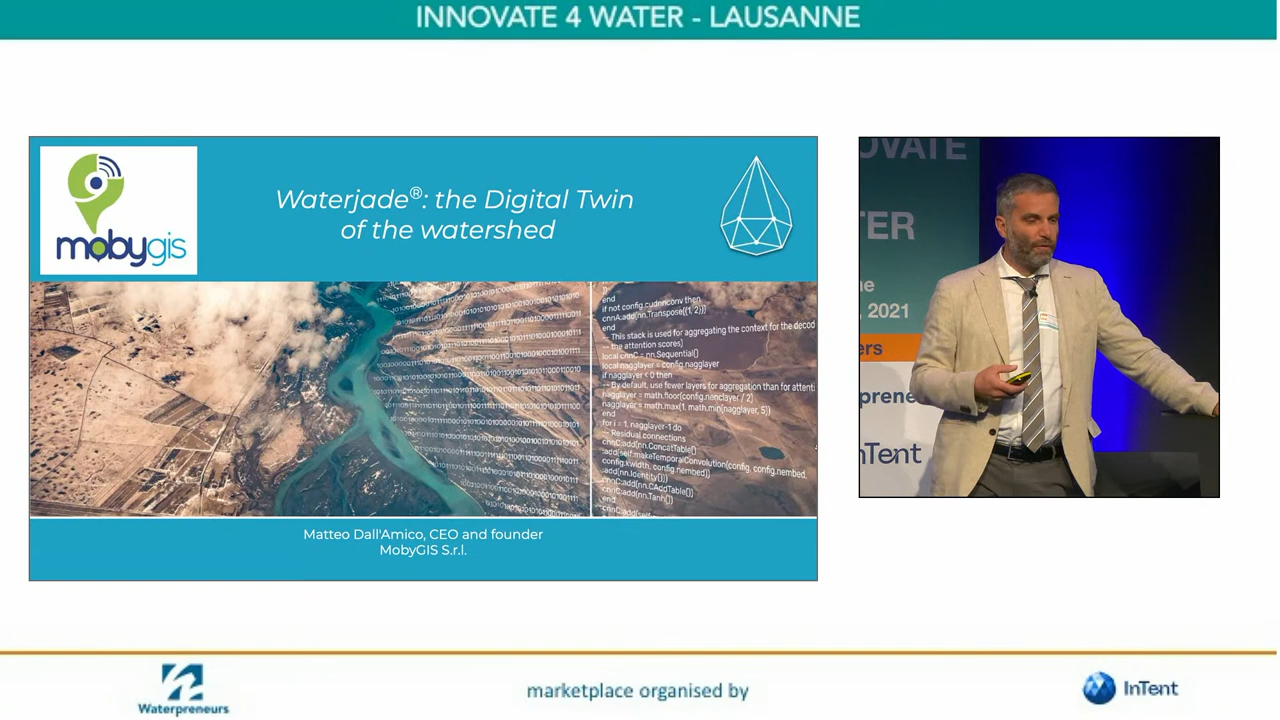 INNOVATE 4 WATER - LAUSANNE
mobygis
Waterjade®: the Digital Twin
of the watershed
end
if not config.cudnnconv then
cnnA:add(nn.Transpose({1, 2}))
end
-- This stack is used for aggregating the context for the decod
-- the attention scores)
local cnnC = nn.Sequential()
local nagglayer = config.nagglayer
if nagglayer < 0 then
-- By default, use fewer layers for aggregation than for attenti
nagglayer = math.floor(config.nenclayer / 2)
nagglayer = math.max(1, math.min(nagglayer, 5))
end
for i = 1, nagglayer-1 do
-- Residual connections
cnnC:add(nn.ConcatTable()
:add(self:makeTemporalConvolution(config, config.nembed,
config.kwidth, config.nembed))
:add(nn.Identity()))
cnnC:add(nn.CAddTable())
cnnC:add(nn.Tanh())
end
Matteo Dall'Amico, CEO and founder
MobyGIS S.r.l.
OVATE
TER
ne
, 2021
ers
prene
InTent
Waterpreneurs
marketplace organised by
InTent